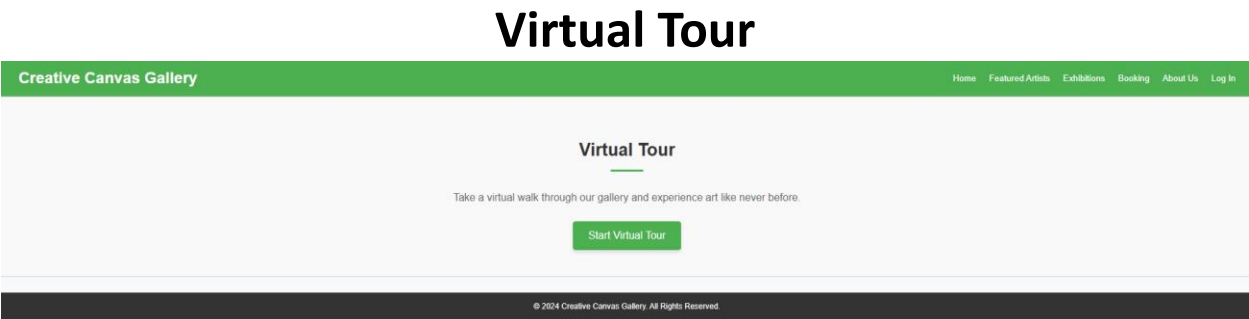 Virtual Tour
Creative Canvas Gallery Home Featured Artists Exhibitions Booking About Us Log In
Virtual Tour
Take a virtual walk through our gallery and experience art like never before.
Start Virtual Tour
© 2024 Creative Canvas Gallery. All Rights Reserved.